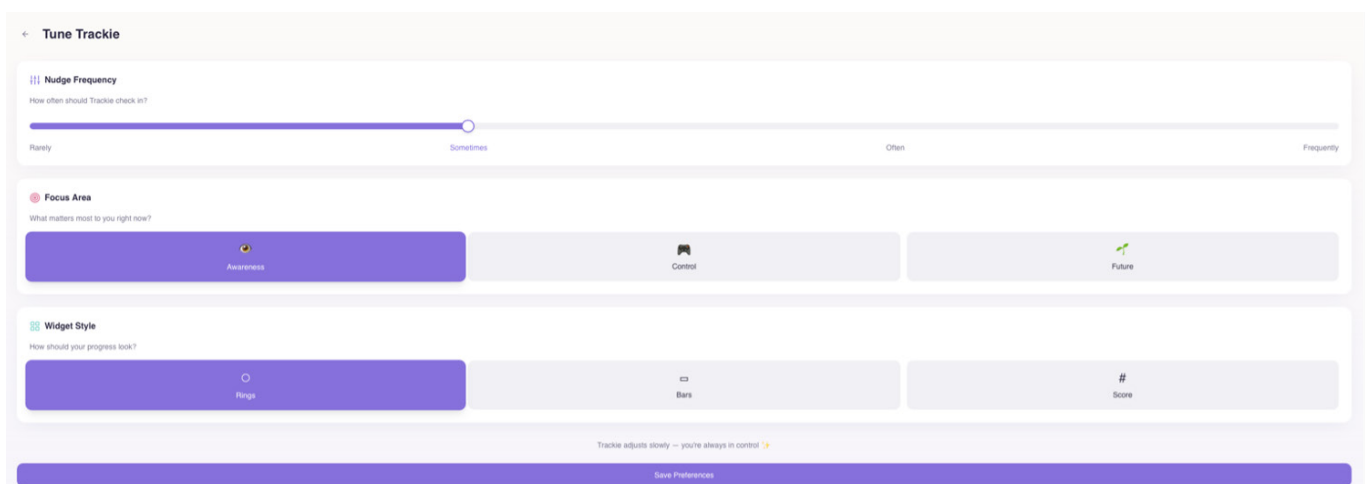 Tune Trackie
Nudge Frequency
How often should Trackie check in?
Rarely Sometimes Often Frequently
Focus Area
What matters most to you right now?
Awareness Control Future
Widget Style
How should your progress look?
#
Rings Bars Score
Trackie adjusts slowly — you're always in control ✨
Save Preferences